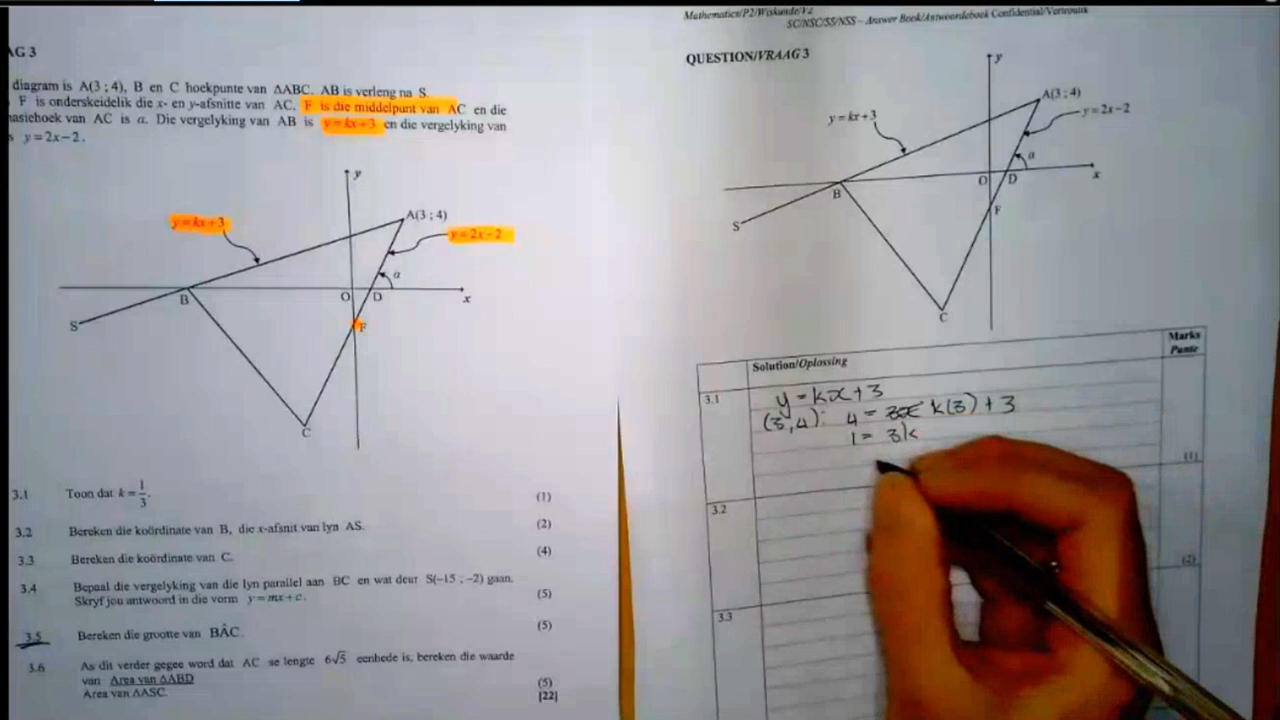 AG 3
diagram is A(3 ; 4), B en C hoekpunte van ΔABC. AB is verleng na S.
F is onderskeidelik die x- en y-afsnitte van AC. F is die middelpunt van AC en die
van AC is α. Die vergelyking van AB is y = kx + 3 en die vergelyking van
y = 2x − 2.
y
y = kx + 3
A(3 ; 4)
y = 2x − 2
α
B
O
D
x
S
F
C
3.1 Toon dat k = 1/3. (1)
3.2 Bereken die koördinate van B, die x-afsnit van lyn AS. (2)
3.3 Bereken die koördinate van C. (4)
3.4 Bepaal die vergelyking van die lyn parallel aan BC en wat deur S(−15 ; −2) gaan.
Skryf jou antwoord in die vorm y = mx + c. (5)
3.5 Bereken die grootte van BÂC. (5)
3.6 As dit verder gegee word dat AC se lengte 6√5 eenhede is, bereken die waarde
van Area van ΔABD
Area van ΔASC. (5)
[22]
Mathematics/P2/Wiskunde/V2
SC/NSC/SS/NSS – Answer Book/Antwoordeboek Confidential/Vertroulik
QUESTION/VRAAG 3
y
A(3 ; 4)
y = kx + 3
y = 2x − 2
α
B
O
D
x
S
F
C
Solution/Oplossing
Marks
Punte
3.1 y = kx + 3
(3,4): 4 = k(3) + 3
1 = 3k
(1)
3.2
(2)
3.3